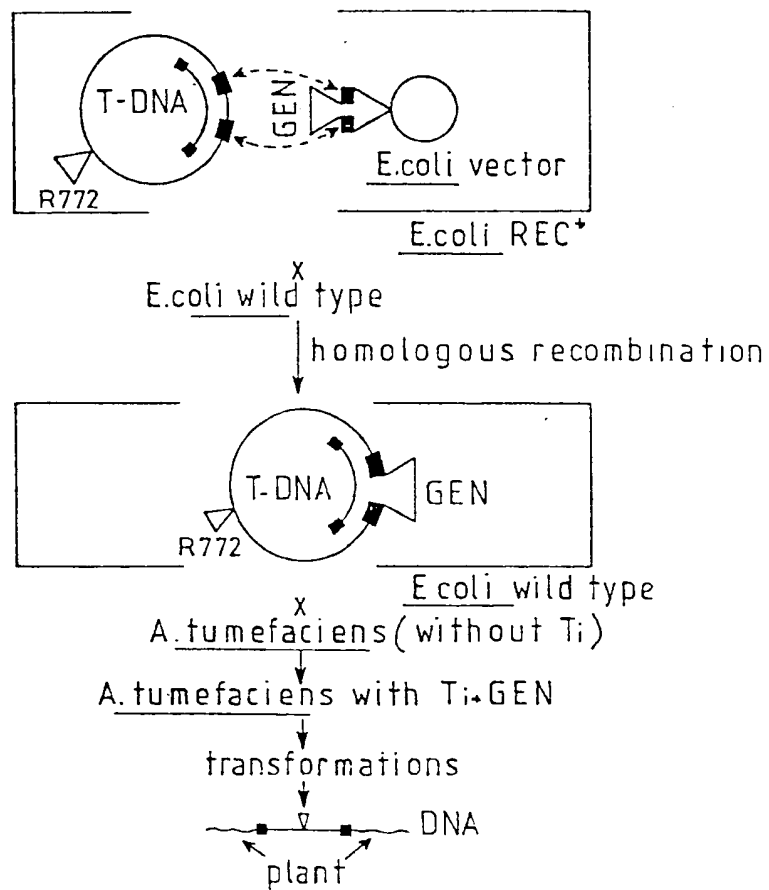 T-DNA
GEN
R772
E.coli vector
E.coli REC+
x
E.coli wild type
homologous recombination
T-DNA
GEN
R772
E coli wild type
x
A. tumefaciens (without Ti)
A. tumefaciens with Ti+GEN
transformations
DNA
plant